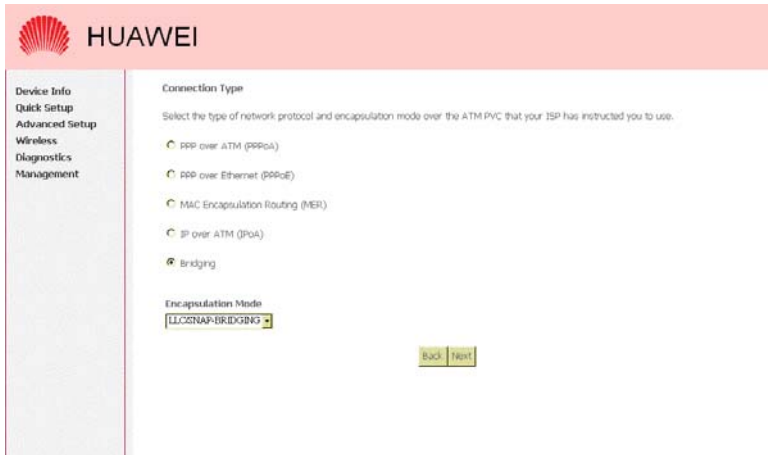 HUAWEI
Device Info
Quick Setup
Advanced Setup
Wireless
Diagnostics
Management
Connection Type
Select the type of network protocol and encapsulation mode over the ATM PVC that your ISP has instructed you to use.
PPP over ATM (PPPoA)
PPP over Ethernet (PPPoE)
MAC Encapsulation Routing (MER)
IP over ATM (IPoA)
Bridging
Encapsulation Mode
LLC/SNAP-BRIDGING
Back Next